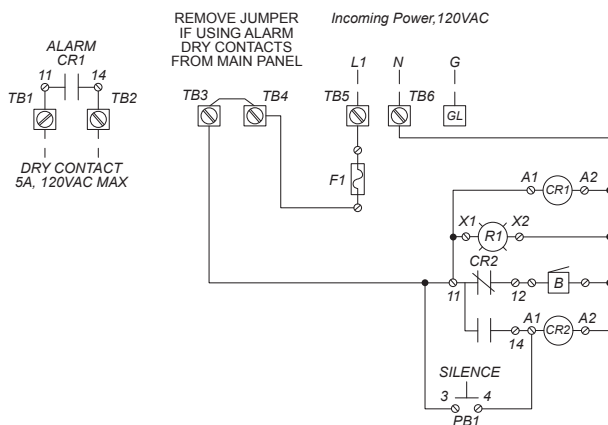 REMOVE JUMPER
IF USING ALARM
DRY CONTACTS
FROM MAIN PANEL
Incoming Power,120VAC
ALARM
CR1
11 14
TB1 TB2
DRY CONTACT
5A, 120VAC MAX
L1 N G
TB3 TB4 TB5 TB6
GL
F1
A1 CR1 A2
X1 R1 X2
CR2
11 12 B
A1 CR2 A2
14
SILENCE
3 4
PB1